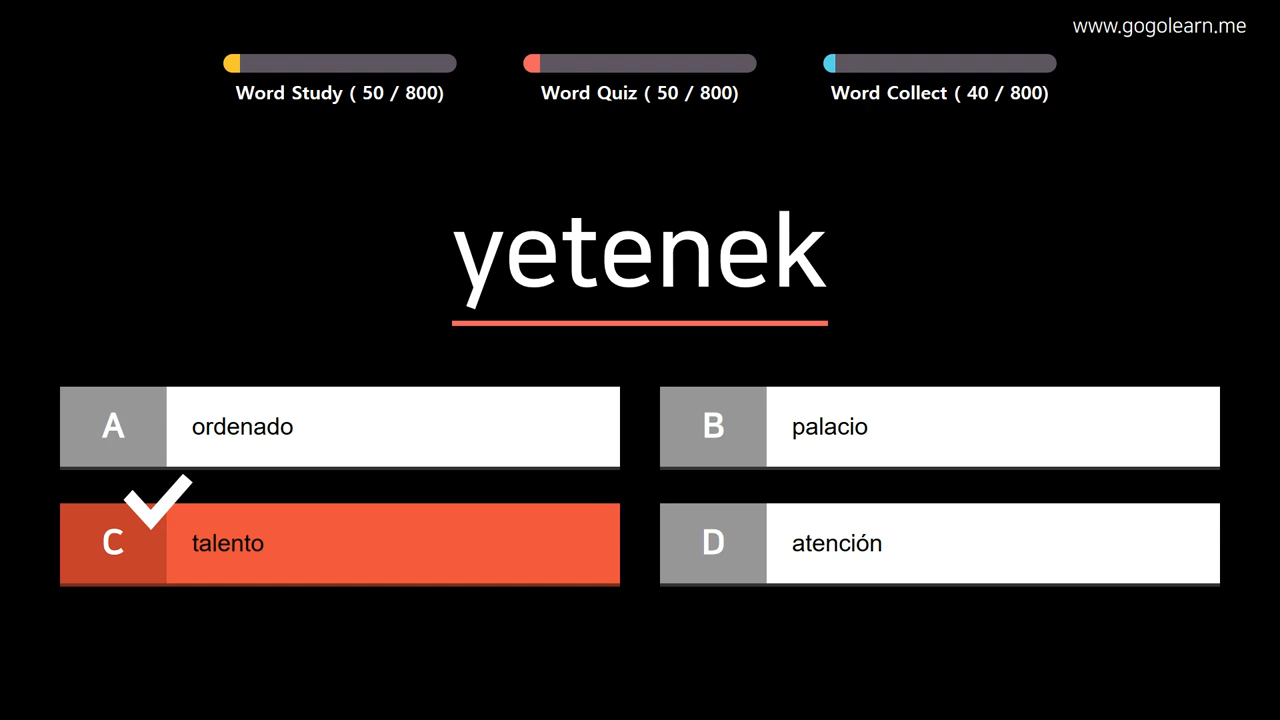 www.gogolearn.me
Word Study ( 50 / 800)
Word Quiz ( 50 / 800)
Word Collect ( 40 / 800)
yetenek
A ordenado
B palacio
C talento
D atención